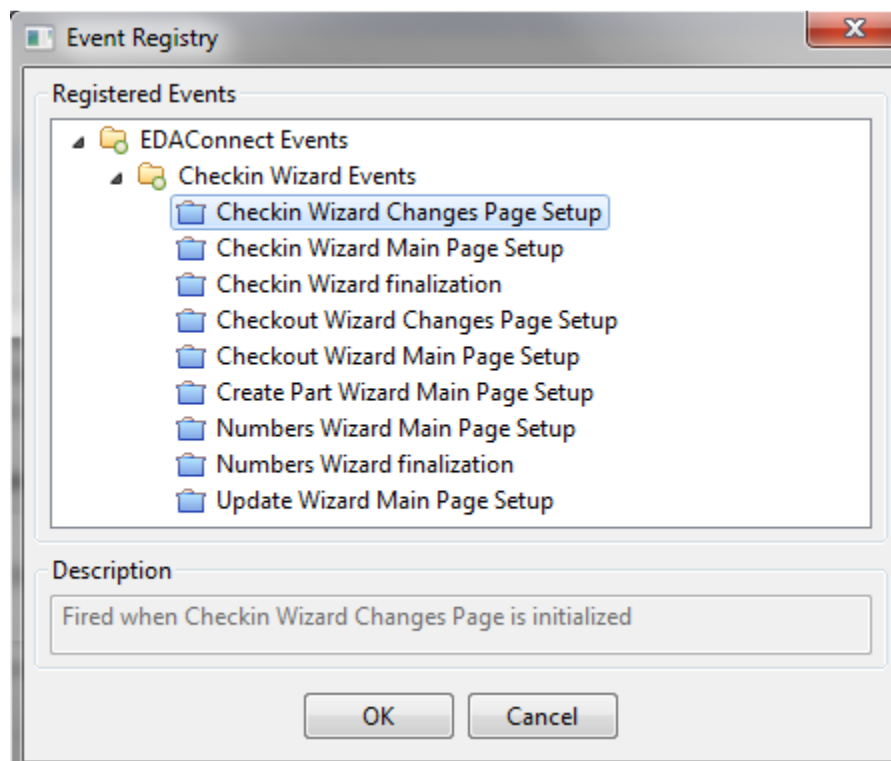 Event Registry
Registered Events
EDAConnect Events
Checkin Wizard Events
Checkin Wizard Changes Page Setup
Checkin Wizard Main Page Setup
Checkin Wizard finalization
Checkout Wizard Changes Page Setup
Checkout Wizard Main Page Setup
Create Part Wizard Main Page Setup
Numbers Wizard Main Page Setup
Numbers Wizard finalization
Update Wizard Main Page Setup
Description
Fired when Checkin Wizard Changes Page is initialized
OK Cancel